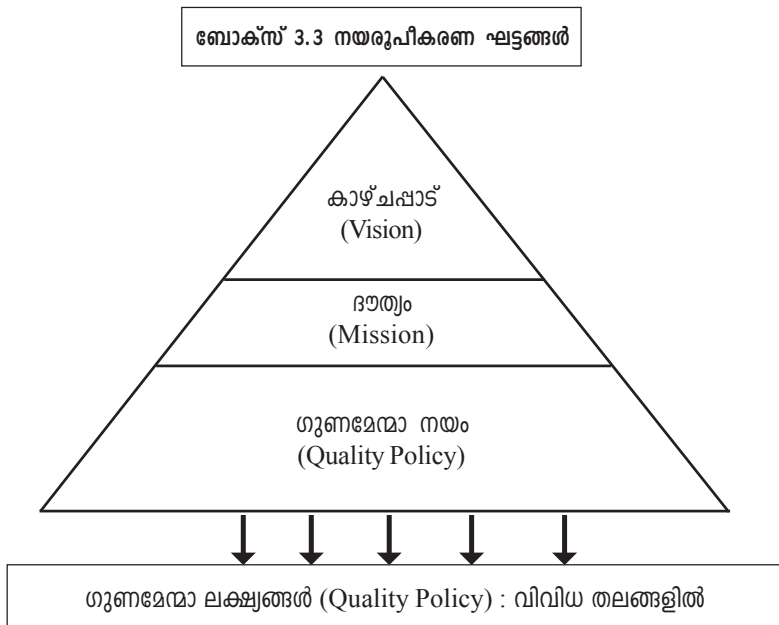 ബോക്സ് 3.3 നയരൂപീകരണ ഘട്ടങ്ങൾ
കാഴ്ചപ്പാട്
(Vision)
ദൗത്യം
(Mission)
ഗുണമേന്മാ നയം
(Quality Policy)
ഗുണമേന്മാ ലക്ഷ്യങ്ങൾ (Quality Policy) : വിവിധ തലങ്ങളിൽ